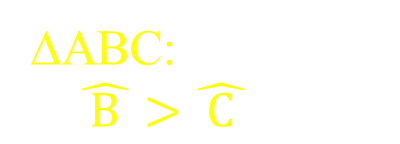 ΔABC:
B̂ > Ĉ